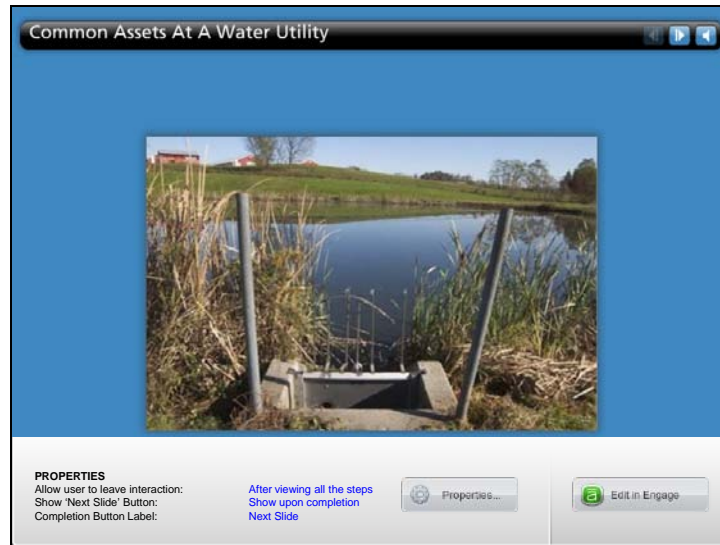 Common Assets At A Water Utility
PROPERTIES
Allow user to leave interaction: After viewing all the steps
Show ‘Next Slide’ Button: Show upon completion
Completion Button Label: Next Slide
Properties...
Edit in Engage